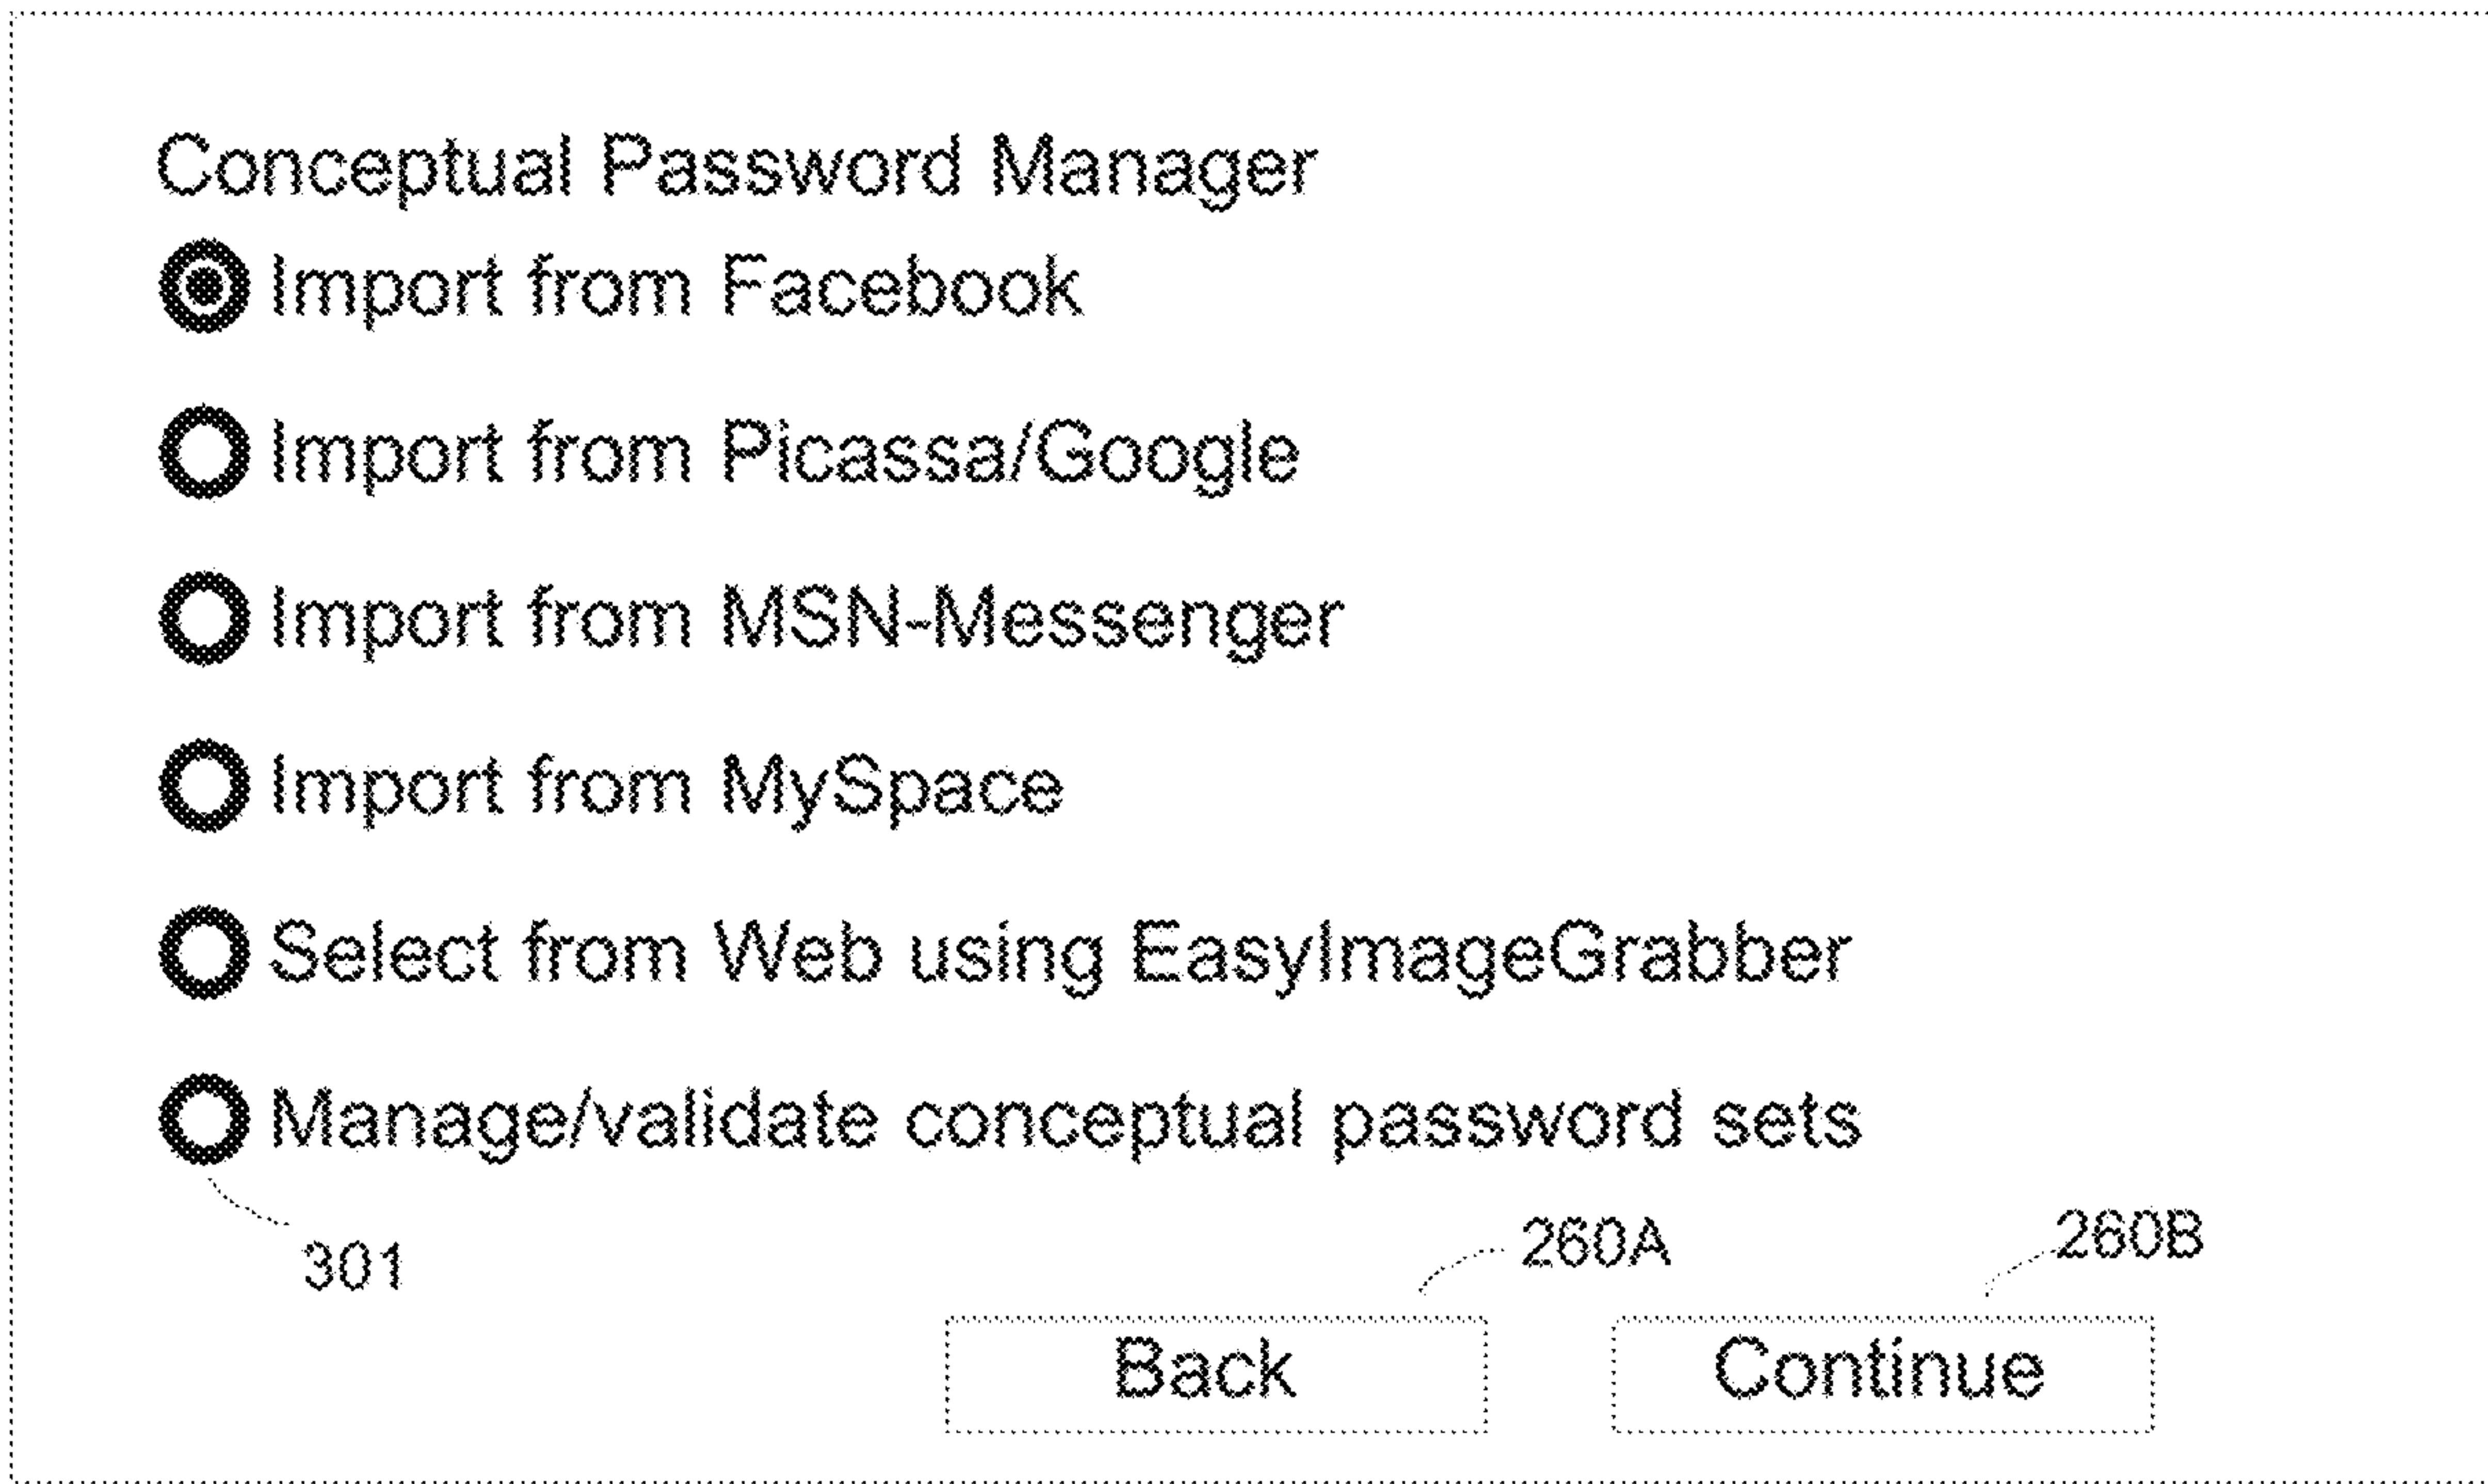 Conceptual Password Manager
Import from Facebook
Import from Picassa/Google
Import from MSN-Messenger
Import from MySpace
Select from Web using EasyImageGrabber
Manage/validate conceptual password sets
301
260A
260B
Back
Continue